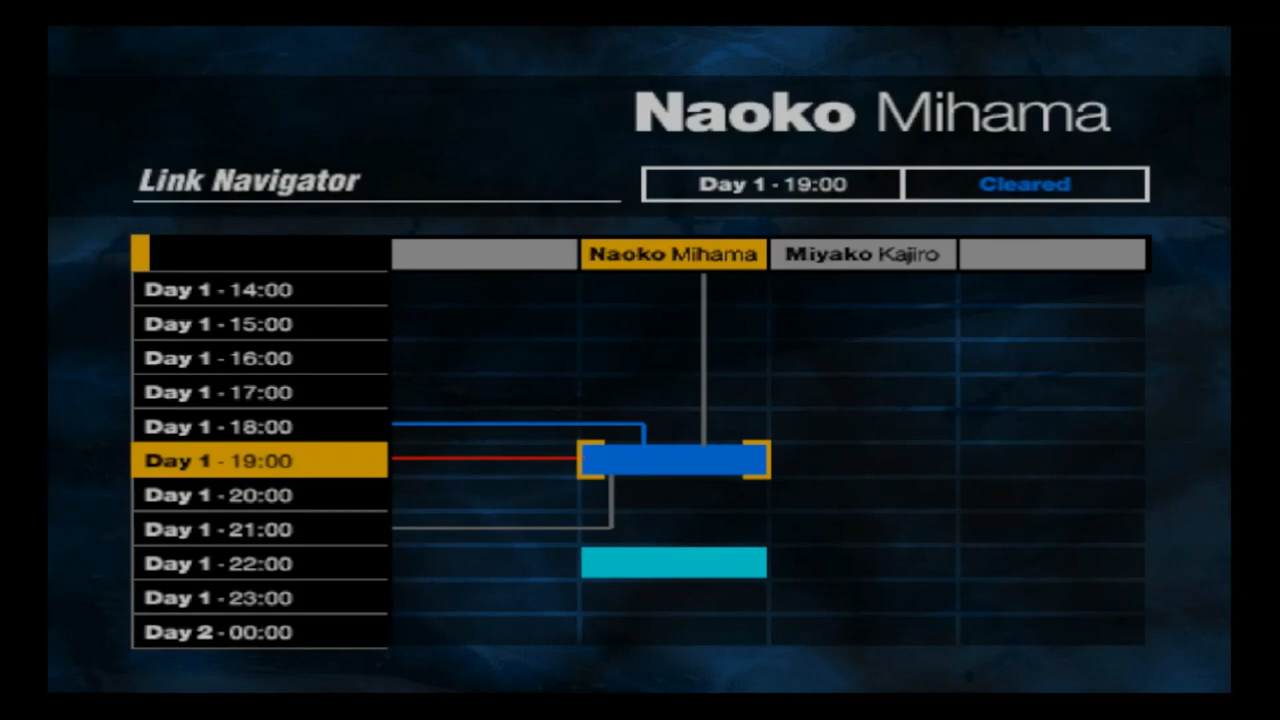 Naoko Mihama
Link Navigator
Day 1 - 19:00 Cleared
Naoko Mihama Miyako Kajiro
Day 1 - 14:00
Day 1 - 15:00
Day 1 - 16:00
Day 1 - 17:00
Day 1 - 18:00
Day 1 - 19:00
Day 1 - 20:00
Day 1 - 21:00
Day 1 - 22:00
Day 1 - 23:00
Day 2 - 00:00